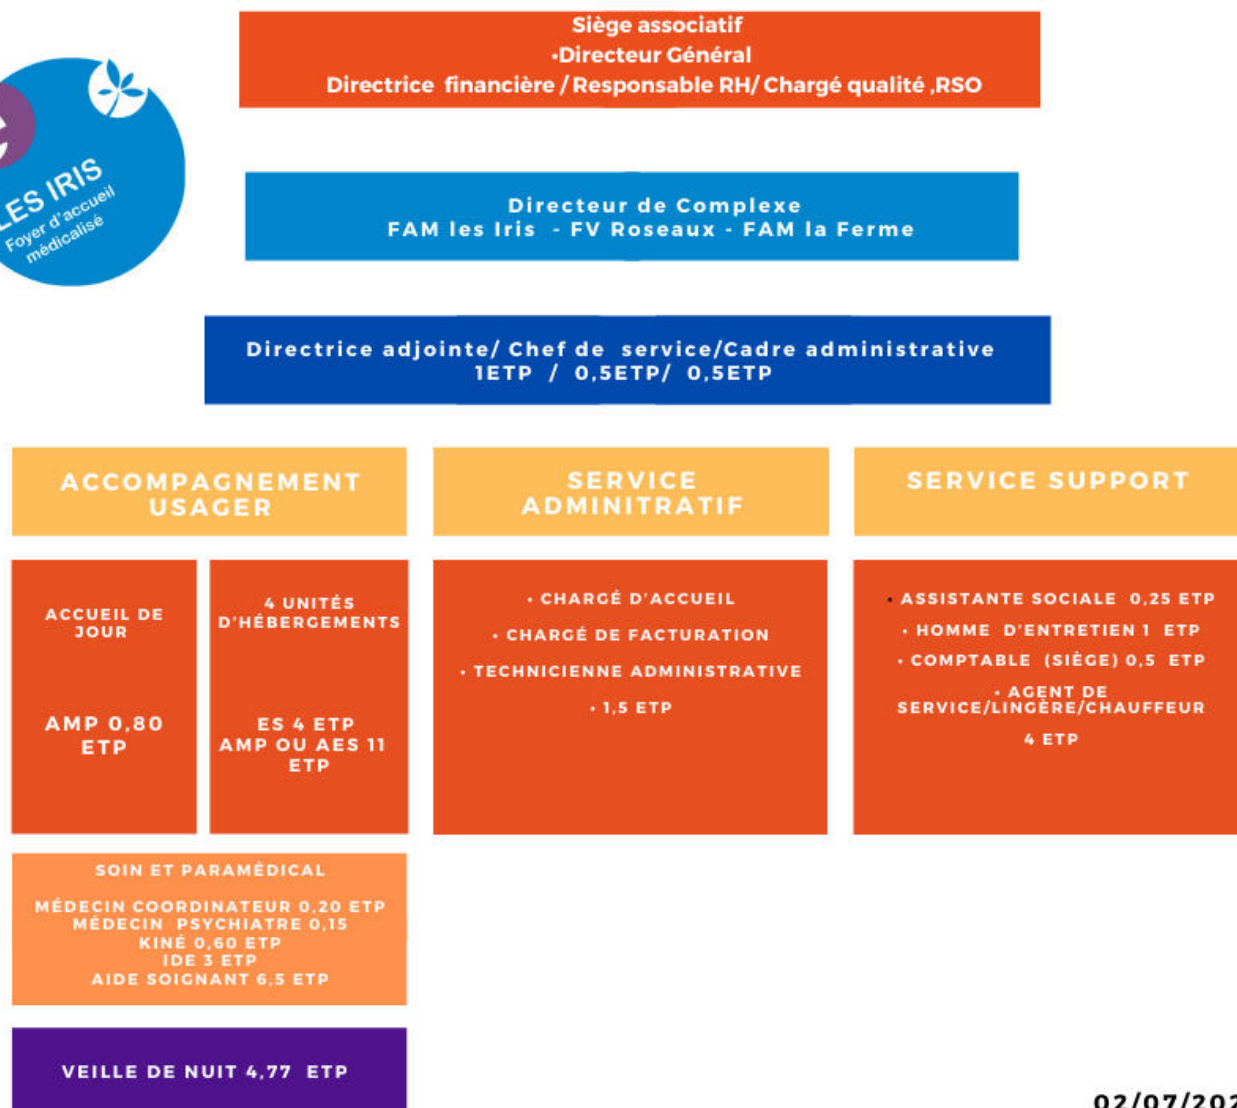 Siège associatif
•Directeur Général
Directrice financière / Responsable RH/ Chargé qualité ,RSO
LES IRIS
Foyer d'accueil
médicalisé
Directeur de Complexe
FAM les Iris - FV Roseaux - FAM la Ferme
Directrice adjointe/ Chef de service/Cadre administrative
1ETP / 0,5ETP/ 0,5ETP
ACCOMPAGNEMENT
USAGER
SERVICE
ADMINITRATIF
SERVICE SUPPORT
ACCUEIL DE
JOUR
AMP 0,80
ETP
4 UNITÉS
D'HÉBERGEMENTS
ES 4 ETP
AMP OU AES 11
ETP
• CHARGÉ D'ACCUEIL
• CHARGÉ DE FACTURATION
• TECHNICIENNE ADMINISTRATIVE
• 1,5 ETP
• ASSISTANTE SOCIALE 0,25 ETP
• HOMME D'ENTRETIEN 1 ETP
• COMPTABLE (SIÈGE) 0,5 ETP
• AGENT DE
SERVICE/LINGÈRE/CHAUFFEUR
4 ETP
SOIN ET PARAMÈDICAL
MÉDECIN COORDINATEUR 0,20 ETP
MÉDECIN PSYCHIATRE 0,15
KINÉ 0,60 ETP
IDE 3 ETP
AIDE SOIGNANT 6,5 ETP
VEILLE DE NUIT 4,77 ETP
02/07/202